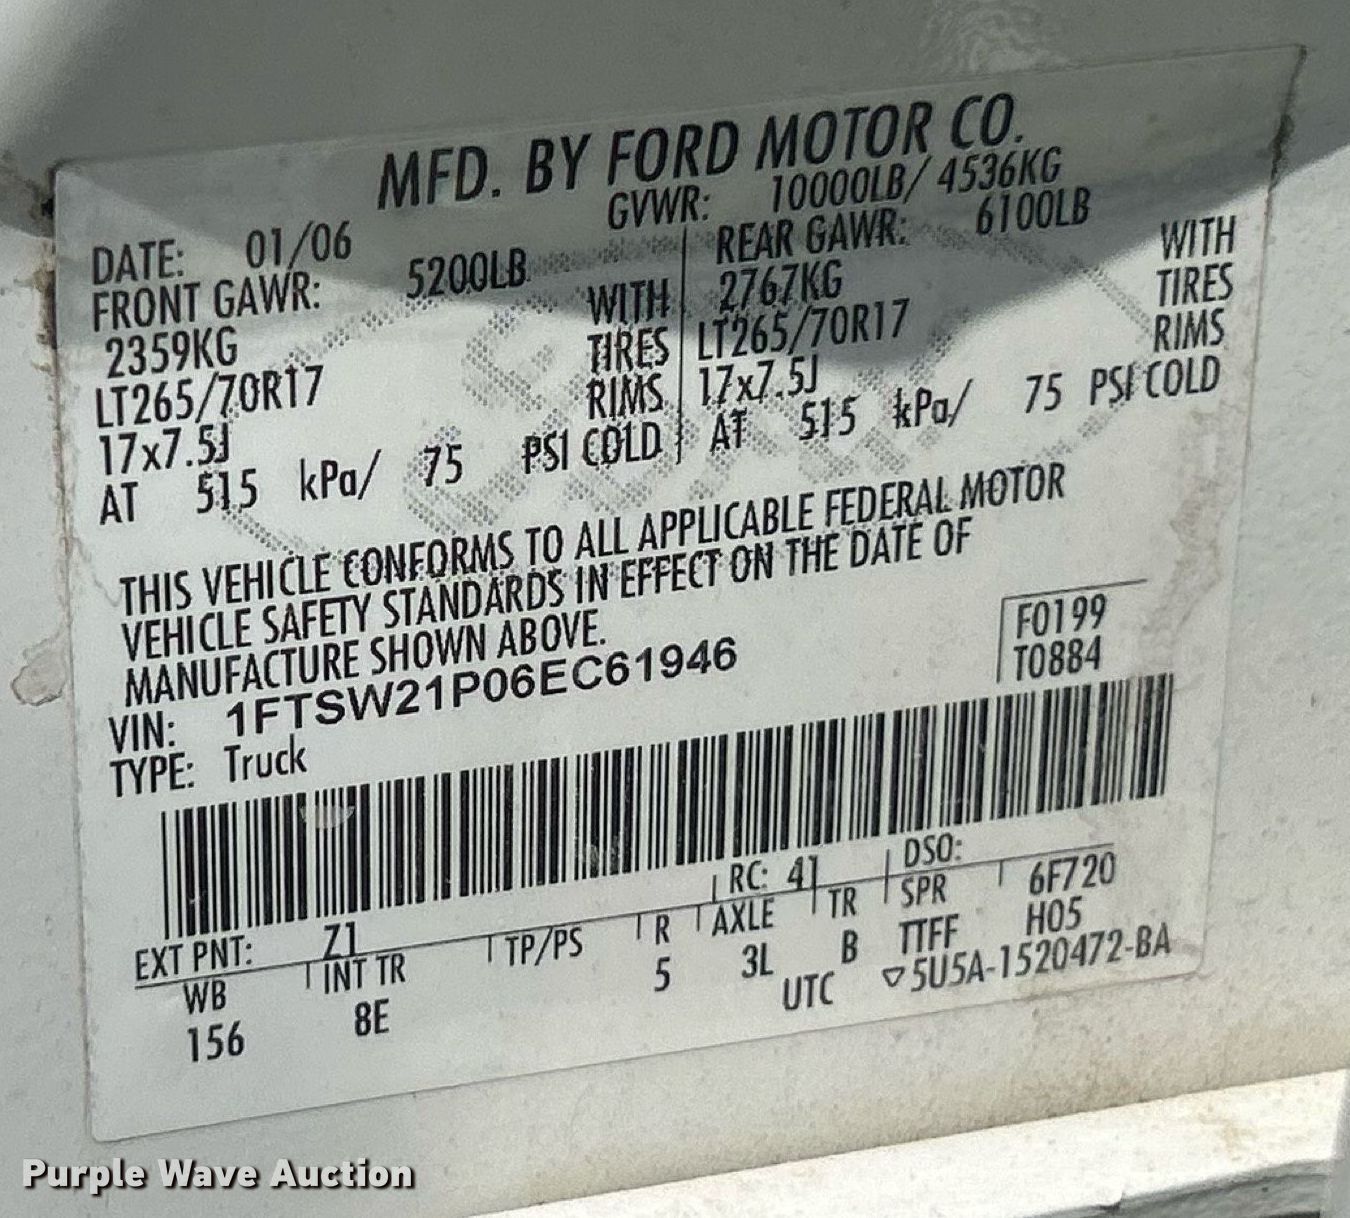 MFD. BY FORD MOTOR CO.
DATE: 01/06 GVWR: 10000LB/ 4536KG
FRONT GAWR: 5200LB REAR GAWR: 6100LB
2359KG WITH 2767KG WITH
LT265/70R17 TIRES LT265/70R17 TIRES
17x7.5J RIMS 17x7.5J RIMS
AT 515 kPa/ 75 PSI COLD AT 515 kPa/ 75 PSI COLD
THIS VEHICLE CONFORMS TO ALL APPLICABLE FEDERAL MOTOR
VEHICLE SAFETY STANDARDS IN EFFECT ON THE DATE OF
MANUFACTURE SHOWN ABOVE.
VIN: 1FTSW21P06EC61946 F0199
TYPE: Truck T0884
EXT PNT: Z1 RC: 41 DSO:
WB INT TR TP/PS R AXLE TR SPR 6F720
156 8E 5 3L B TTFF H05
UTC ▽5U5A-1520472-BA
Purple Wave Auction